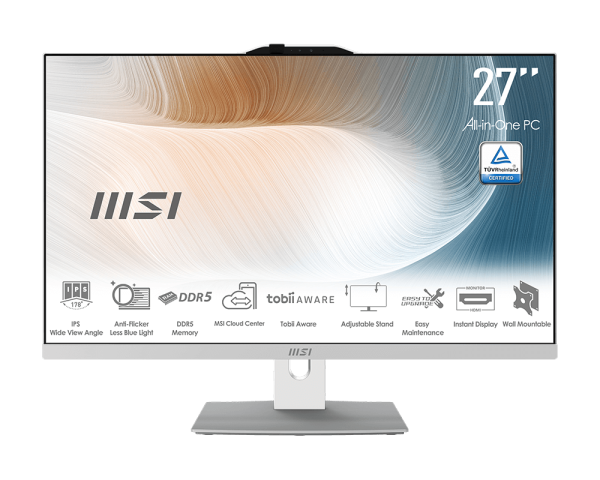 27”
All-in-One PC
TÜVRheinland
CERTIFIED
msi
IPS
178°
DDR5
tobii AWARE
EASY TO
UPGRADE
MONITOR
HDMI
IPS
Wide View Angle
Anti-Flicker
Less Blue Light
DDR5
Memory
MSI Cloud Center
Tobii Aware
Adjustable Stand
Easy
Maintenance
Instant Display
Wall Mountable
msi